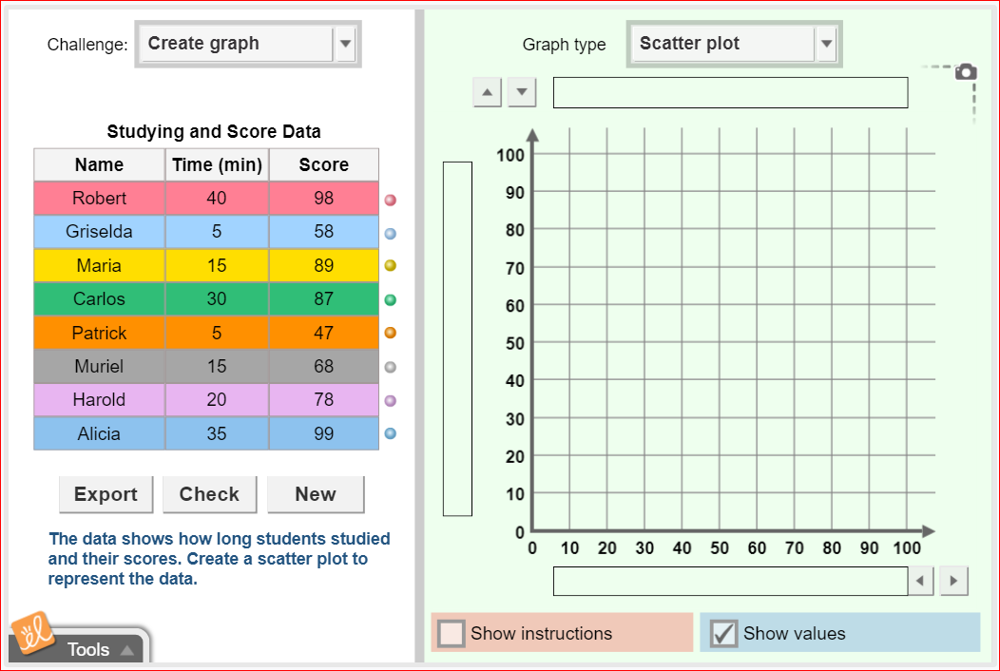 Challenge: Create graph
Graph type Scatter plot
Studying and Score Data
Name Time (min) Score
Robert 40 98
Griselda 5 58
Maria 15 89
Carlos 30 87
Patrick 5 47
Muriel 15 68
Harold 20 78
Alicia 35 99
Export Check New
The data shows how long students studied
and their scores. Create a scatter plot to
represent the data.
Tools
100
90
80
70
60
50
40
30
20
10
0
0 10 20 30 40 50 60 70 80 90 100
Show instructions Show values